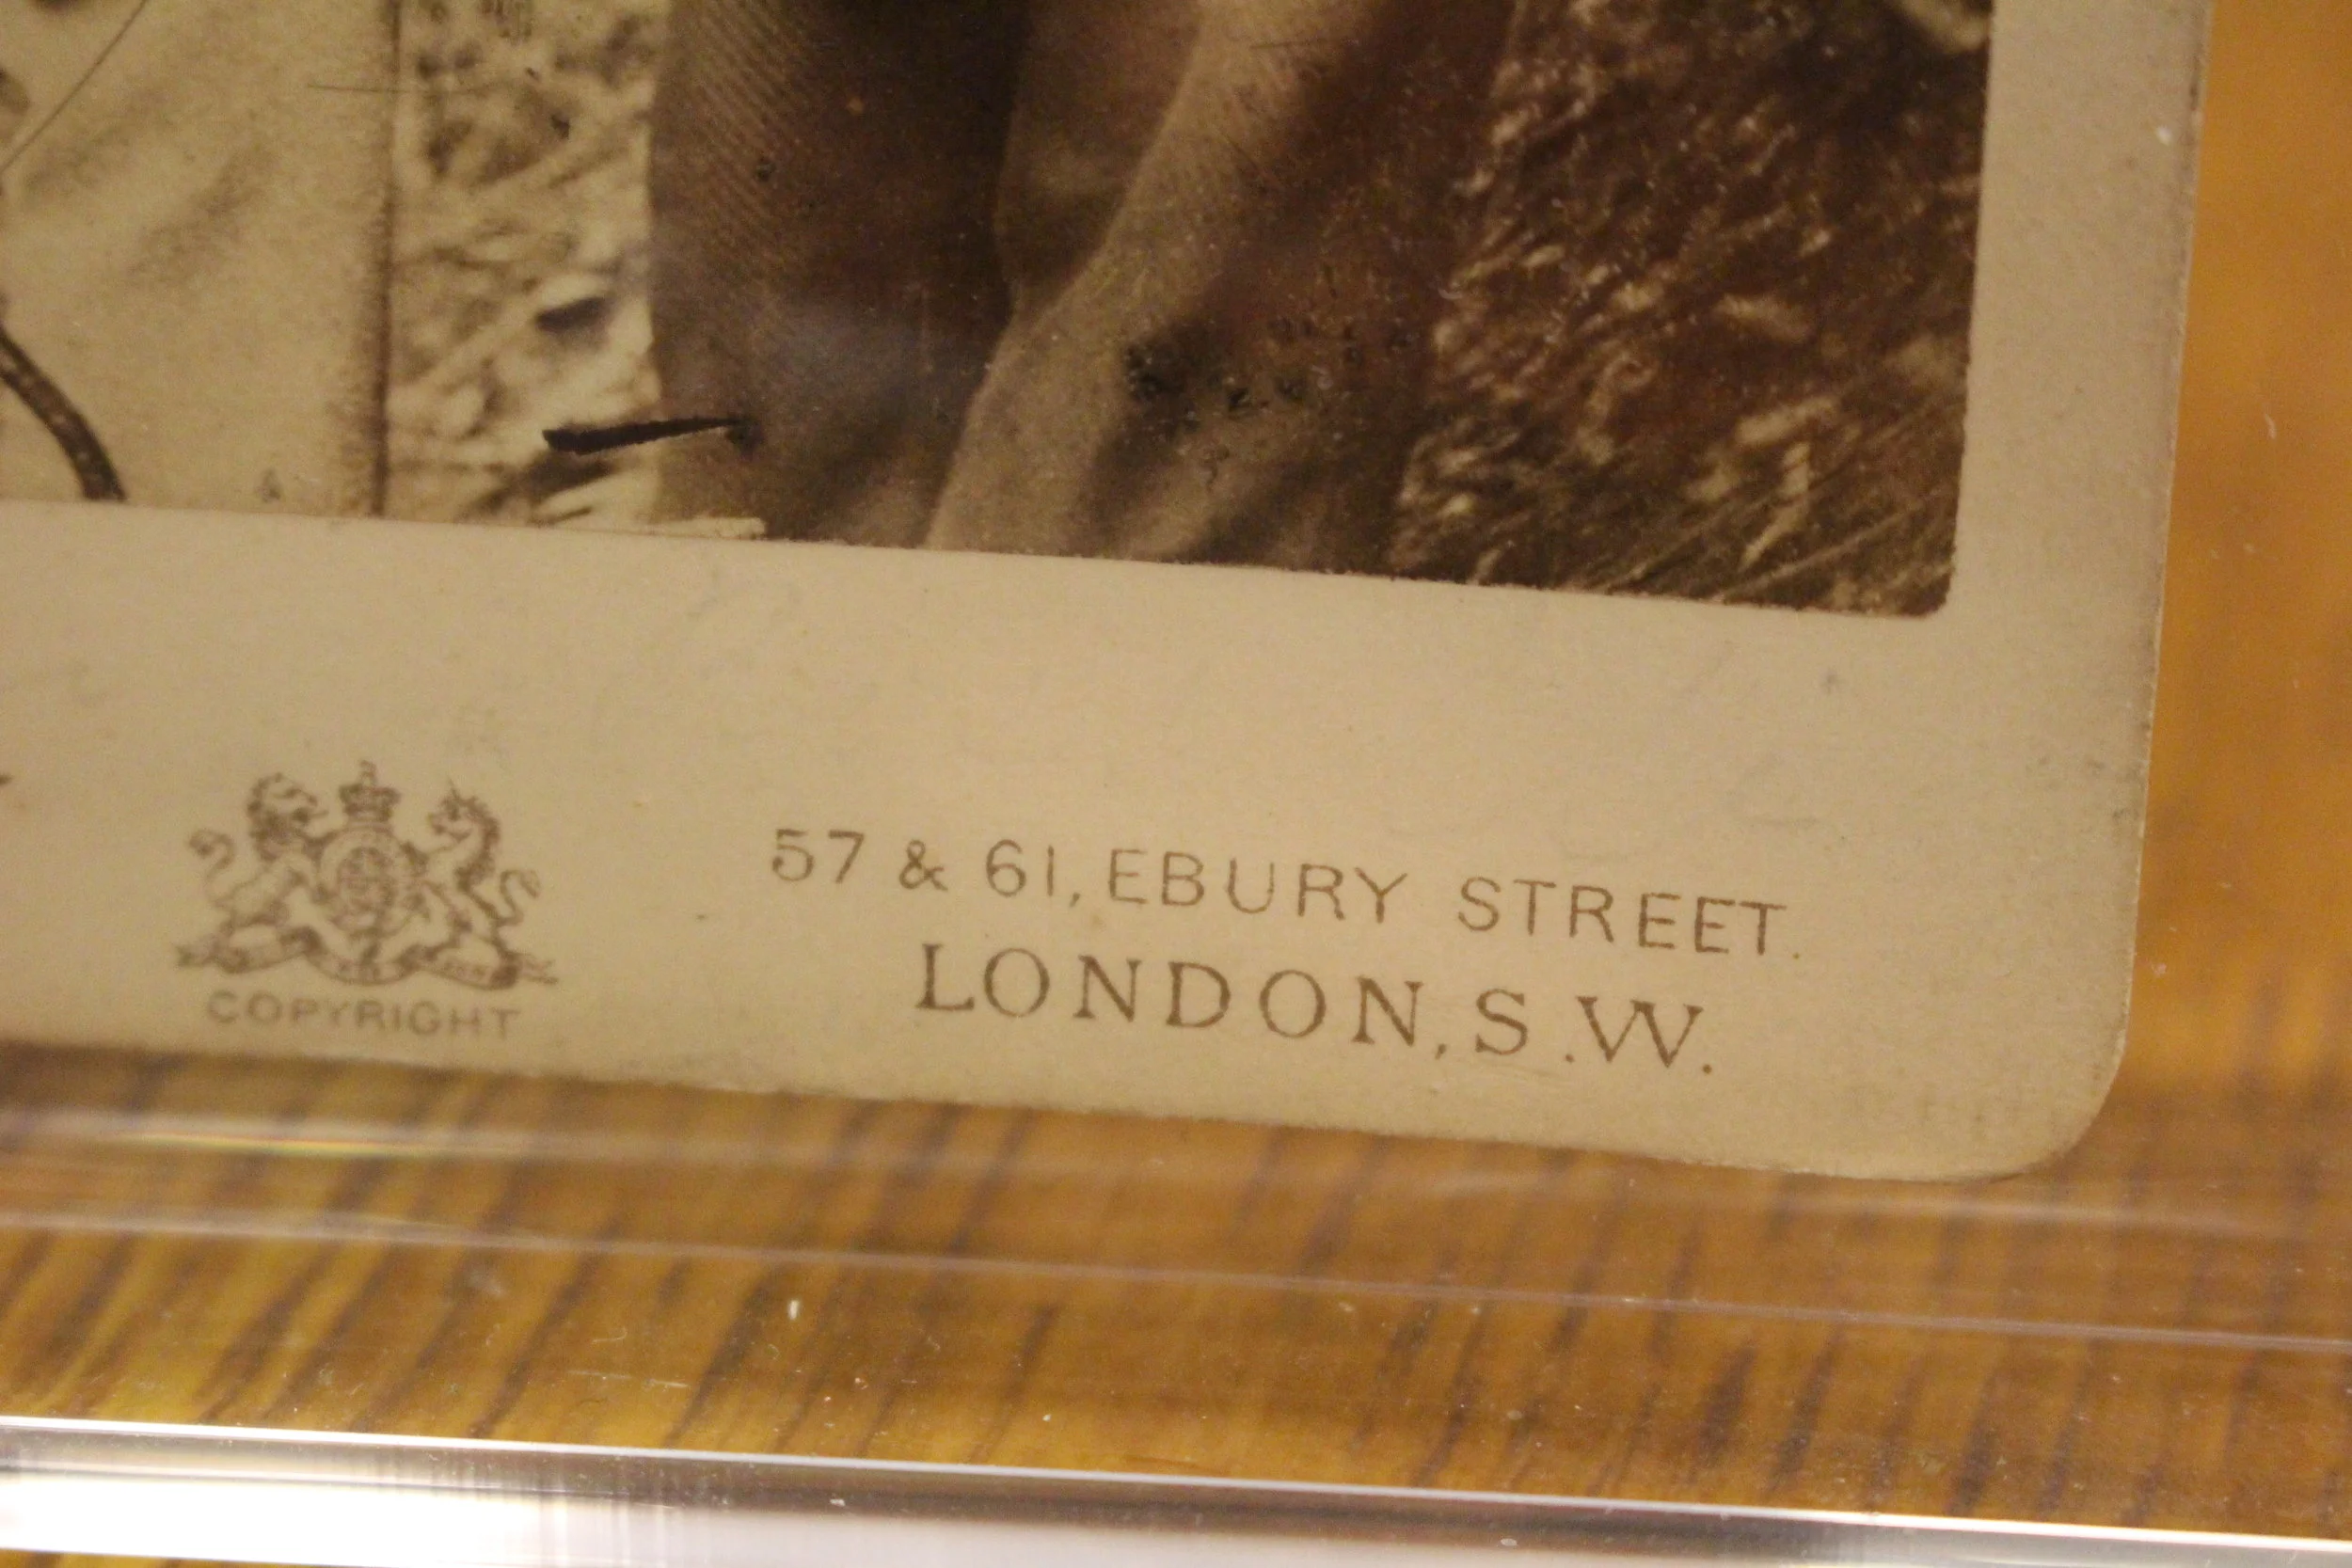 57 & 61, EBURY STREET.
LONDON, S.W.
COPYRIGHT